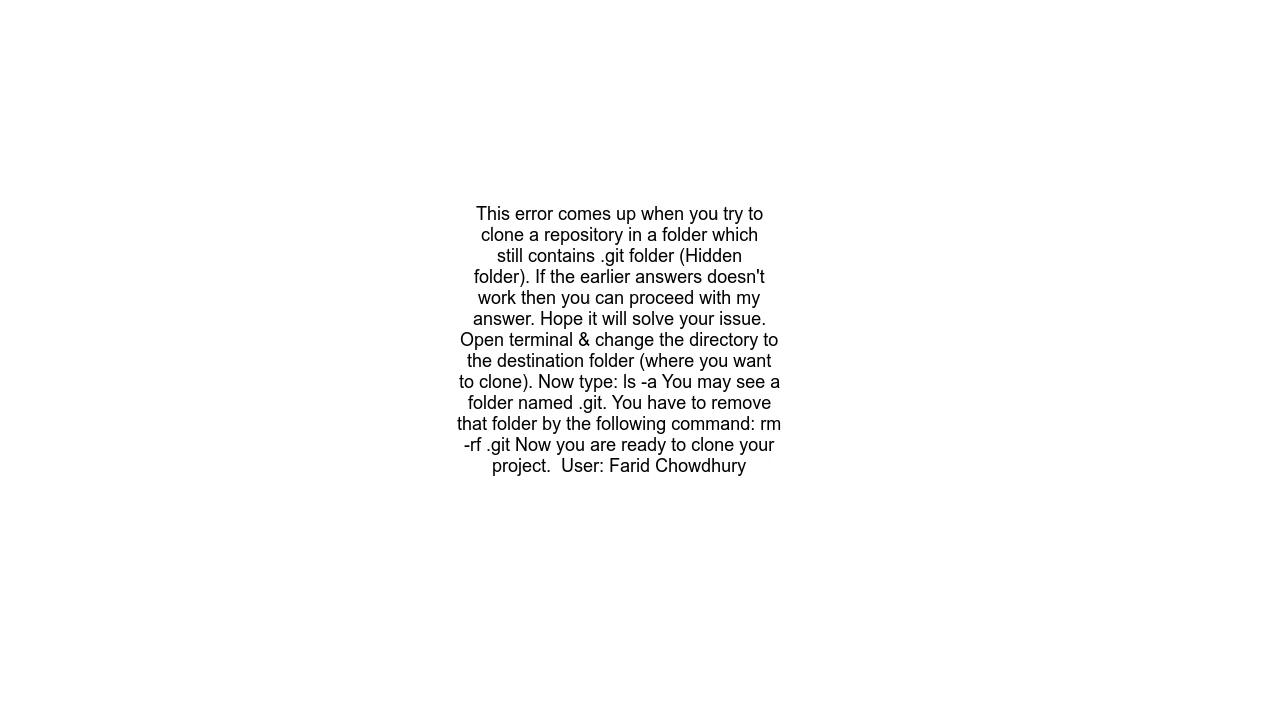 This error comes up when you try to
clone a repository in a folder which
still contains .git folder (Hidden
folder). If the earlier answers doesn't
work then you can proceed with my
answer. Hope it will solve your issue.
Open terminal & change the directory to
the destination folder (where you want
to clone). Now type: ls -a You may see a
folder named .git. You have to remove
that folder by the following command: rm
-rf .git Now you are ready to clone your
project.  User: Farid Chowdhury